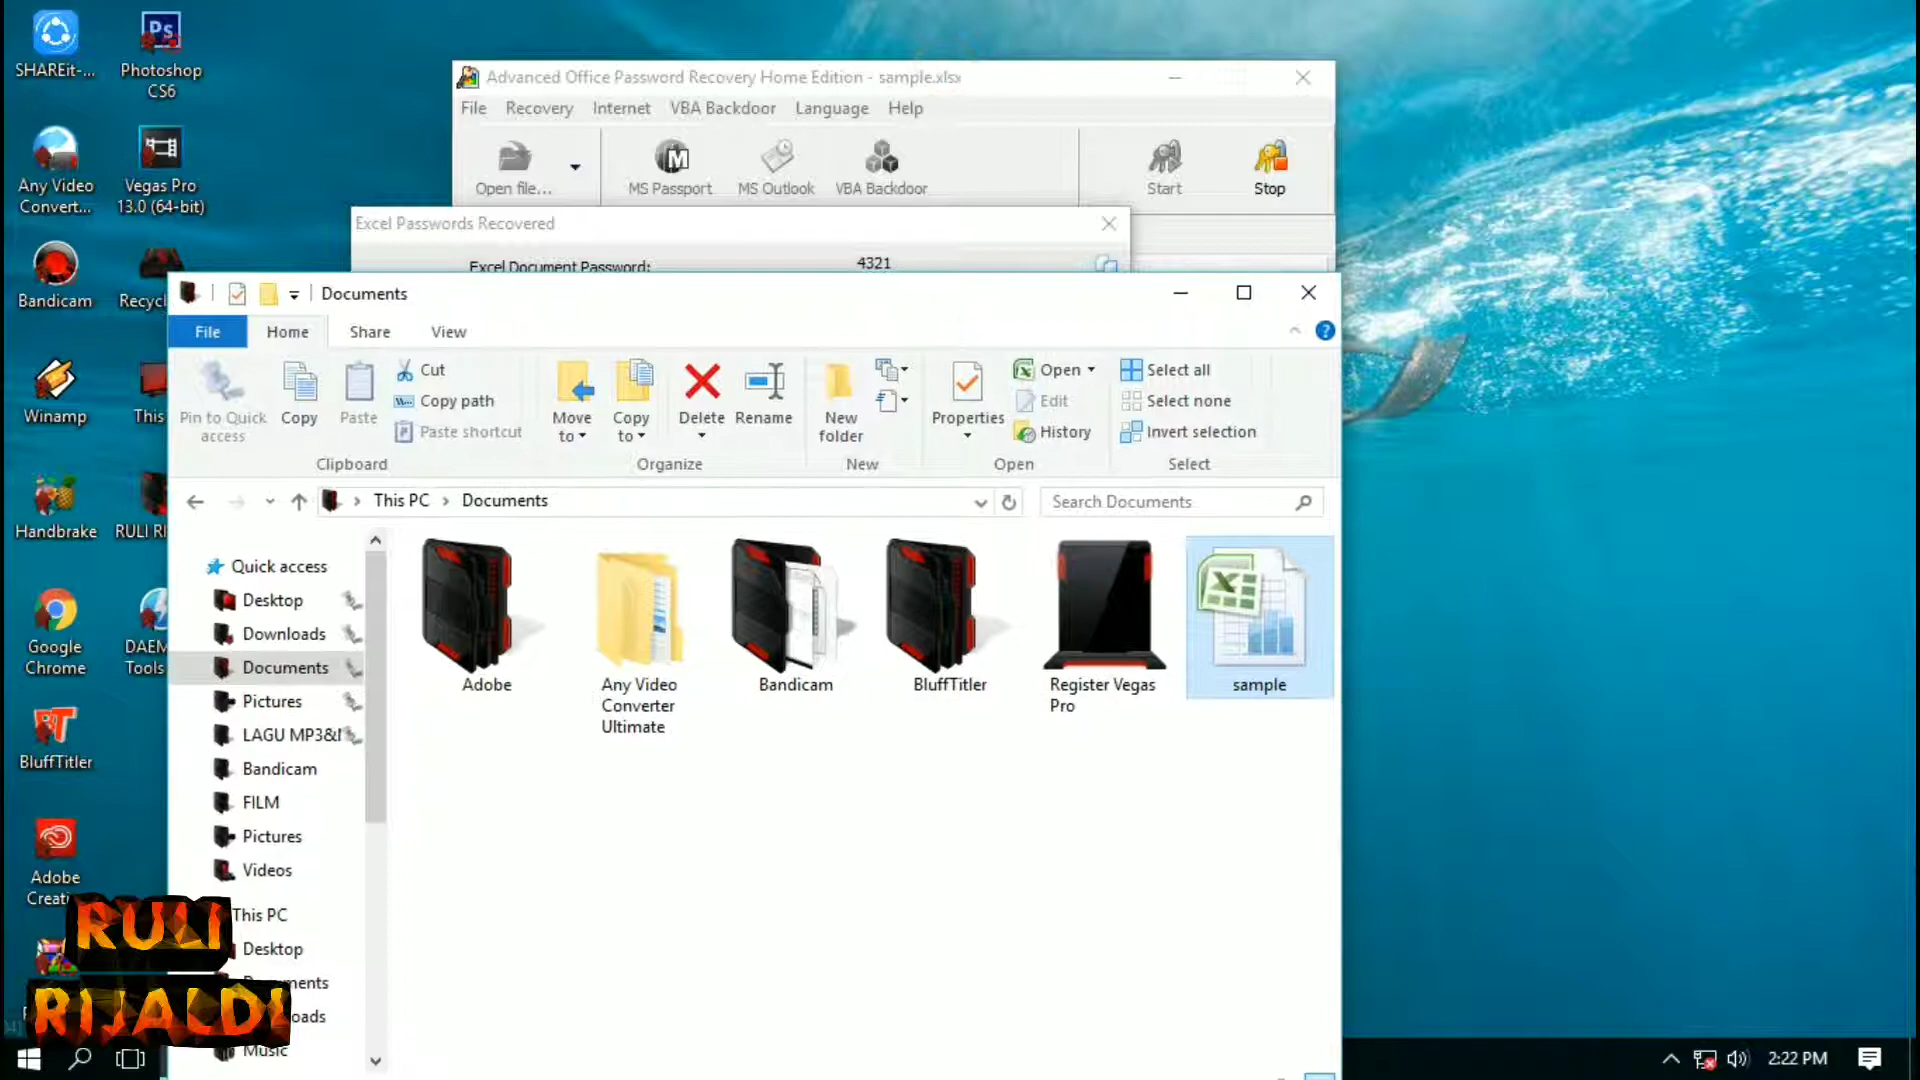 SHAREit-...
Photoshop
CS6
Any Video
Convert...
Vegas Pro
13.0 (64-bit)
Bandicam
Recycl
Winamp
This
Handbrake
RULI RI
Google
Chrome
DAEM
Tools
BluffTitler
Adobe
Creati
Advanced Office Password Recovery Home Edition - sample.xlsx
File Recovery Internet VBA Backdoor Language Help
Open file... MS Passport MS Outlook VBA Backdoor Start Stop
Excel Passwords Recovered
Excel Document Password: 4321
Documents
File Home Share View
Pin to Quick
access
Copy
Paste
Cut
Copy path
Paste shortcut
Move
to
Copy
to
Delete
Rename
New
folder
Properties
Open
Edit
History
Select all
Select none
Invert selection
Clipboard Organize New Open Select
This PC Documents
Search Documents
Quick access
Desktop
Downloads
Documents
Pictures
LAGU MP3&
Bandicam
FILM
Pictures
Videos
This PC
Desktop
ments
oads
Music
Adobe
Any Video
Converter
Ultimate
Bandicam
BluffTitler
Register Vegas
Pro
sample
RULI
RIJALDI
2:22 PM